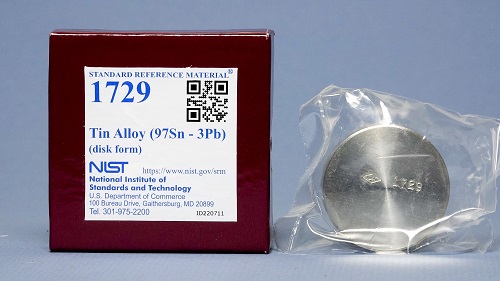 STANDARD REFERENCE MATERIAL®
1729
Tin Alloy (97Sn - 3Pb)
(disk form)
NIST https://www.nist.gov/srm
National Institute of
Standards and Technology
U.S. Department of Commerce
100 Bureau Drive, Gaithersburg, MD 20899
Tel. 301-975-2200
ID220711
1729